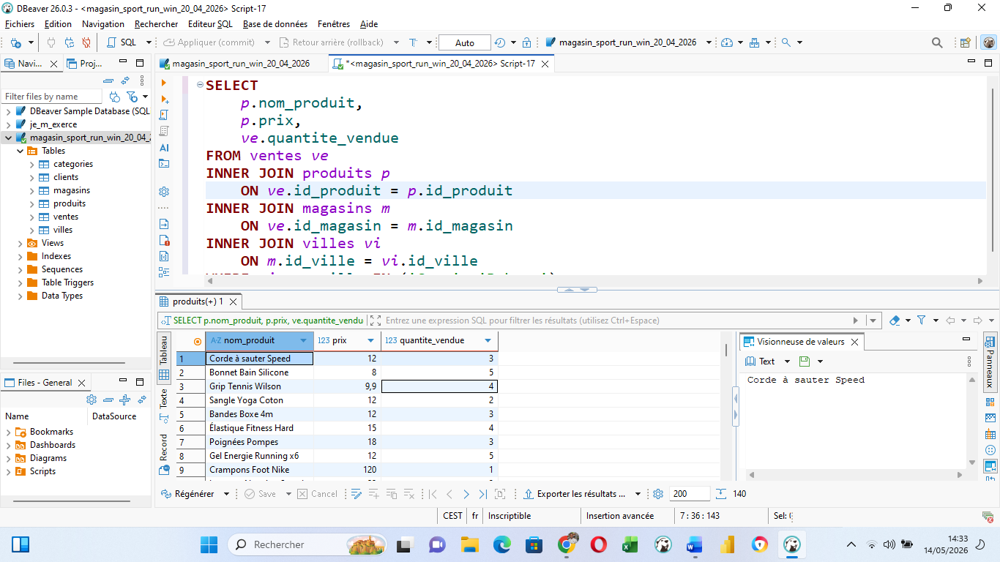 DBeaver 26.0.3 - <magasin_sport_run_win_20_04_2026> Script-17
Fichiers Edition Navigation Rechercher Editeur SQL Base de données Fenêtres Aide
SQL Appliquer (commit) Retour arrière (rollback) T Auto magasin_sport_run_win_20_04_2026
Navi... Proj...
magasin_sport_run_win_20_04_2026 *<magasin_sport_run_win_20_04_2026> Script-17
Filter files by name
DBeaver Sample Database (SQL
je_m_exerce
magasin_sport_run_win_20_04_2
Tables
categories
clients
magasins
produits
ventes
villes
Views
Indexes
Sequences
Table Triggers
Data Types
AI
SELECT
p.nom_produit,
p.prix,
ve.quantite_vendue
FROM ventes ve
INNER JOIN produits p
ON ve.id_produit = p.id_produit
INNER JOIN magasins m
ON ve.id_magasin = m.id_magasin
INNER JOIN villes vi
ON m.id_ville = vi.id_ville
produits(+) 1
SELECT p.nom_produit, p.prix, ve.quantite_vendu Entrez une expression SQL pour filtrer les résultats (utilisez Ctrl+Espace)
Tableau
Texte
Record
A-Z nom_produit 123 prix 123 quantite_vendue
1 Corde à sauter Speed 12 3
2 Bonnet Bain Silicone 8 5
3 Grip Tennis Wilson 9,9 4
4 Sangle Yoga Coton 12 2
5 Bandes Boxe 4m 12 3
6 Élastique Fitness Hard 15 4
7 Poignées Pompes 18 3
8 Gel Energie Running x6 12 5
9 Crampons Foot Nike 120 1
Visionneuse de valeurs
Text
Corde à sauter Speed
Panneaux
Files - General
Name DataSource
Bookmarks
Dashboards
Diagrams
Scripts
Régénérer Save Cancel Exporter les résultats ... 200 140
CEST fr Inscriptible Insertion avancée 7 : 36 : 143 Sel: (
Rechercher
14:33
14/05/2026